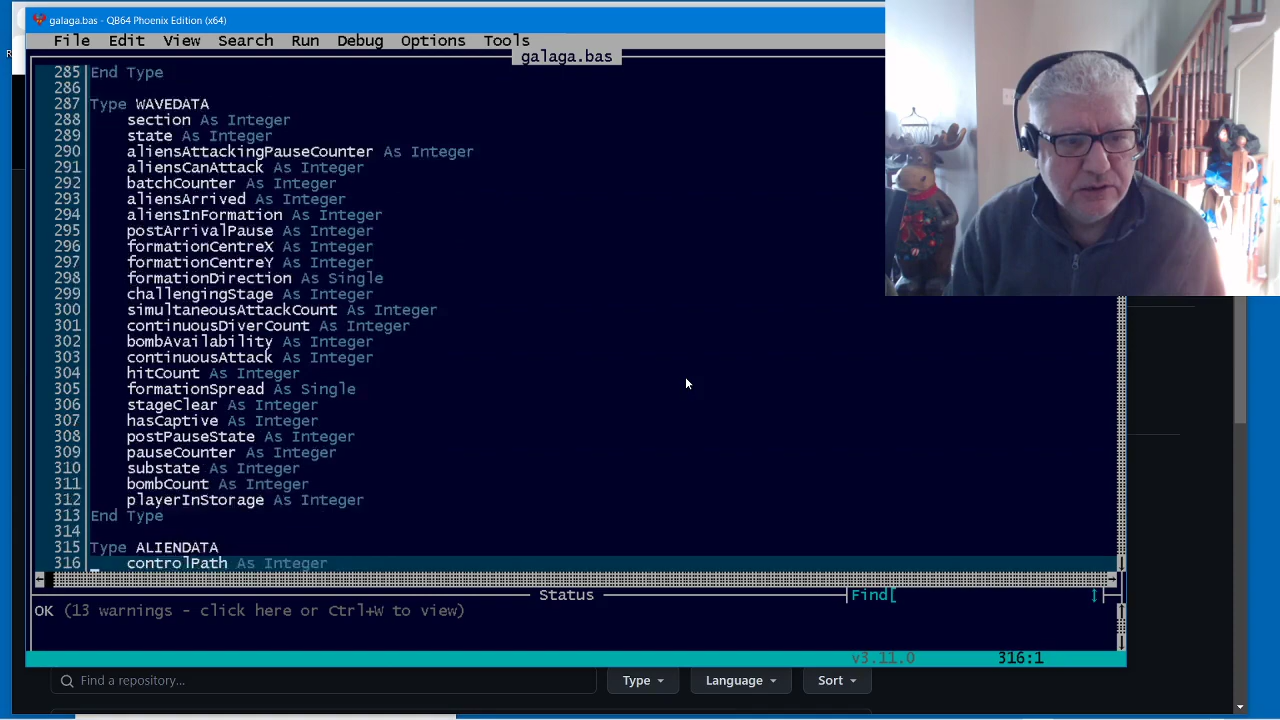 galaga.bas - QB64 Phoenix Edition (x64)
File Edit View Search Run Debug Options Tools
galaga.bas
285 End Type
286
287 Type WAVEDATA
288 section As Integer
289 state As Integer
290 aliensAttackingPauseCounter As Integer
291 aliensCanAttack As Integer
292 batchCounter As Integer
293 aliensArrived As Integer
294 aliensInFormation As Integer
295 postArrivalPause As Integer
296 formationCentreX As Integer
297 formationCentreY As Integer
298 formationDirection As Single
299 challengingStage As Integer
300 simultaneousAttackCount As Integer
301 continuousDiverCount As Integer
302 bombAvailability As Integer
303 continuousAttack As Integer
304 hitCount As Integer
305 formationSpread As Single
306 stageClear As Integer
307 hasCaptive As Integer
308 postPauseState As Integer
309 pauseCounter As Integer
310 substate As Integer
311 bombCount As Integer
312 playerInStorage As Integer
313 End Type
314
315 Type ALIENDATA
316 controlPath As Integer
Status
Find[
OK (13 warnings - click here or Ctrl+W to view)
v3.11.0 316:1
Find a repository...
Type
Language
Sort